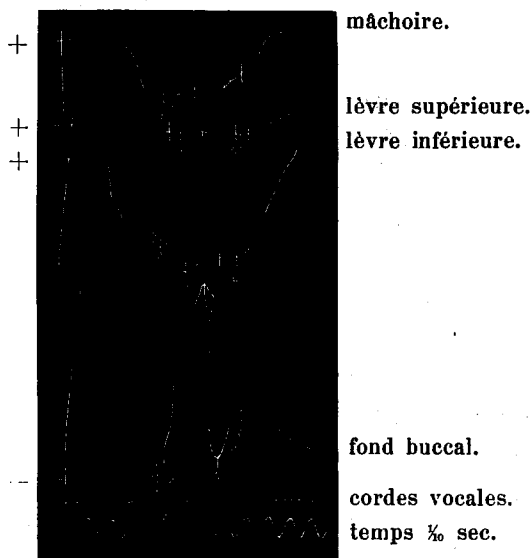 + mâchoire.
+ lèvre supérieure.
+ lèvre inférieure.
- fond buccal.
cordes vocales.
temps ⅒ sec.